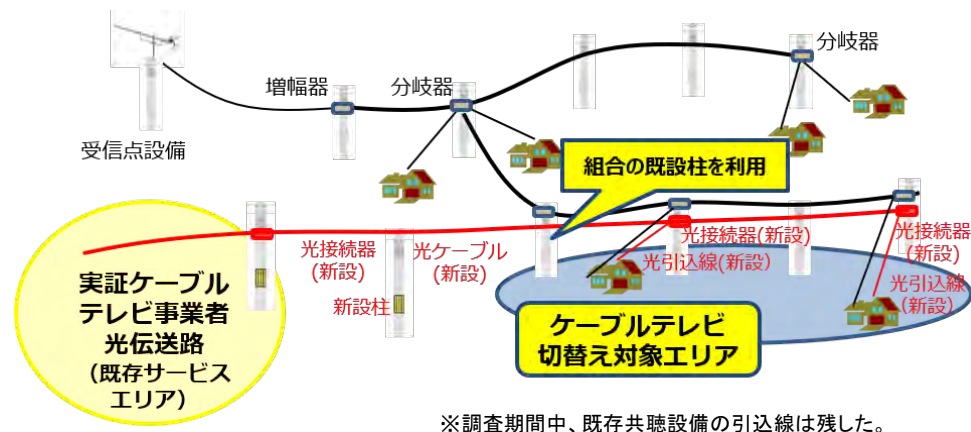 分岐器
増幅器
分岐器
受信点設備
組合の既設柱を利用
光接続器
(新設)
光ケーブル
(新設)
光接続器(新設)
光接続器
(新設)
光引込線(新設)
光引込線
(新設)
新設柱
実証ケーブル
テレビ事業者
光伝送路
(既存サービス
エリア)
ケーブルテレビ
切替え対象エリア
※調査期間中、既存共聴設備の引込線は残した。